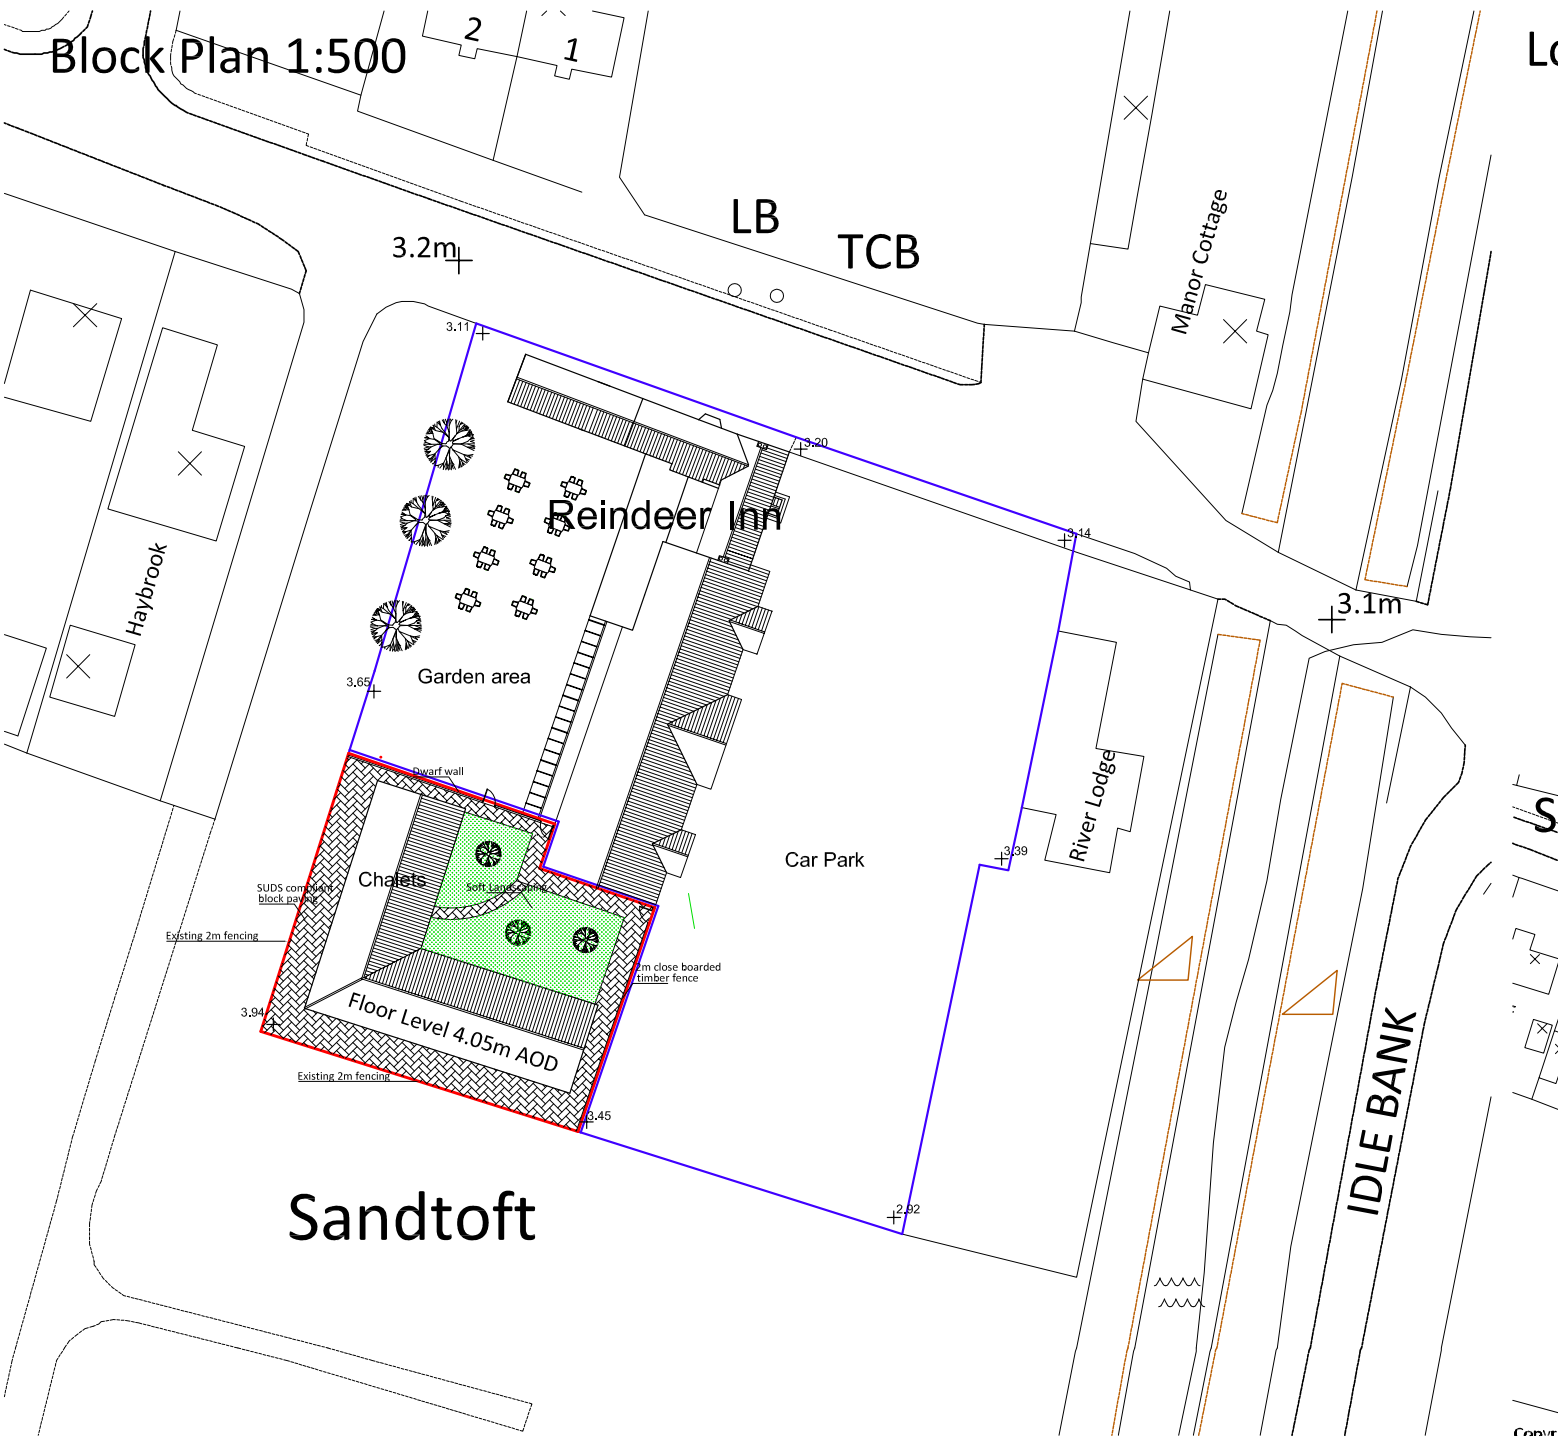 Block Plan 1:500
2
1
Lo
LB
TCB
3.2m
Manor Cottage
3.11
3.20
Reindeer Inn
3.14
Haybrook
3.1m
Garden area
3.65
Dwarf wall
River Lodge
S
Car Park
3.39
Chalets
Soft Landscaping
SUDS compliant
block paving
Existing 2m fencing
2m close boarded
timber fence
3.94
Floor Level 4.05m AOD
Existing 2m fencing
3.45
IDLE BANK
Sandtoft
2.92
Copyr